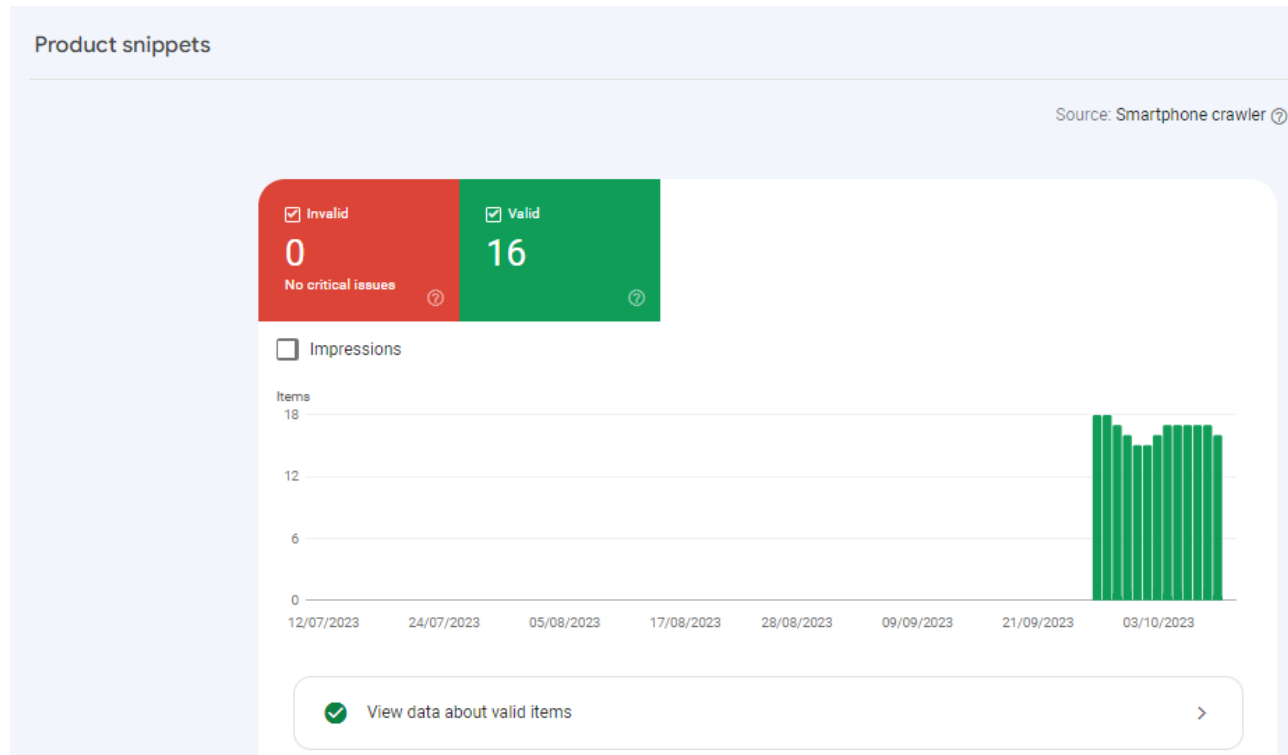 Product snippets
Source: Smartphone crawler
Invalid
0
No critical issues
Valid
16
Impressions
Items
18
12
6
0
12/07/2023 24/07/2023 05/08/2023 17/08/2023 28/08/2023 09/09/2023 21/09/2023 03/10/2023
View data about valid items